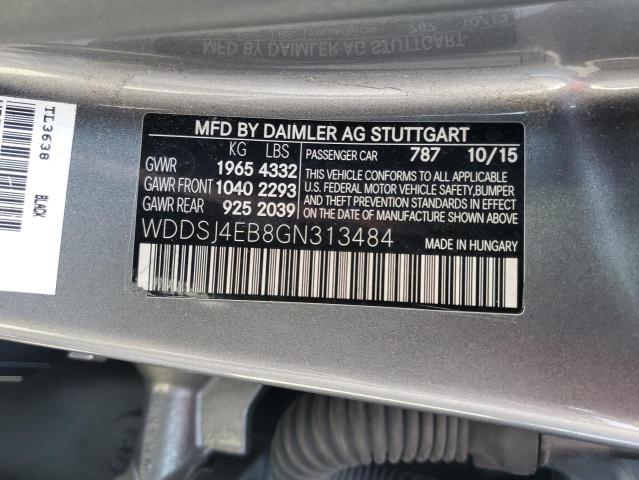 MFD BY DAIMLER AG STUTTGART
KG LBS
PASSENGER CAR 787 10/15
GVWR 1965 4332
GAWR FRONT 1040 2293
GAWR REAR 925 2039
THIS VEHICLE CONFORMS TO ALL APPLICABLE
U.S. FEDERAL MOTOR VEHICLE SAFETY, BUMPER
AND THEFT PREVENTION STANDARDS IN EFFECT
ON THE DATE OF MANUFACTURE SHOWN ABOVE.
WDDSJ4EB8GN313484
MADE IN HUNGARY
TL3638
BLACK
MFD BY DAIMLER AG STUTTGART
787 10/15